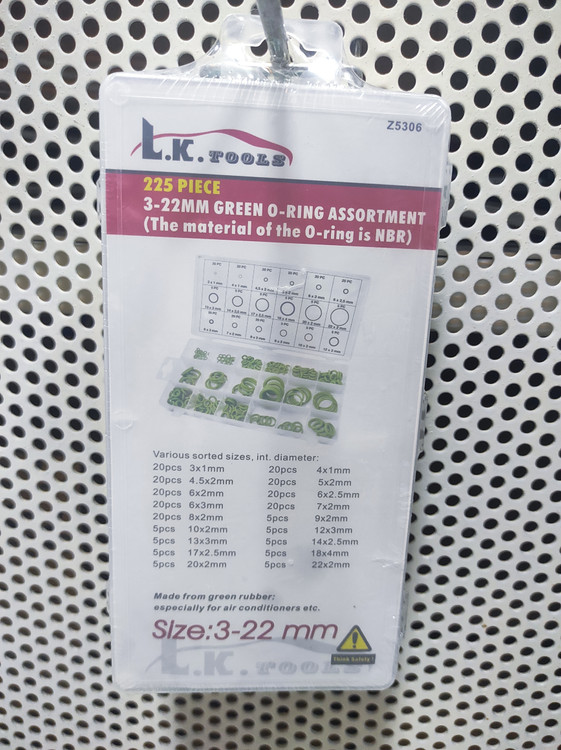 Z5306
L.K. TOOLS
225 PIECE
3-22MM GREEN O-RING ASSORTMENT
(The material of the O-ring is NBR)
Various sorted sizes, int. diameter:
20pcs 3x1mm 20pcs 4x1mm
20pcs 4.5x2mm 20pcs 5x2mm
20pcs 6x2mm 20pcs 6x2.5mm
20pcs 6x3mm 20pcs 7x2mm
20pcs 8x2mm 5pcs 9x2mm
5pcs 10x2mm 5pcs 12x3mm
5pcs 13x3mm 5pcs 14x2.5mm
5pcs 17x2.5mm 5pcs 18x4mm
5pcs 20x2mm 5pcs 22x2mm
Made from green rubber:
especially for air conditioners etc.
SIze:3-22 mm
Think Safety!
L.K. TOOLS